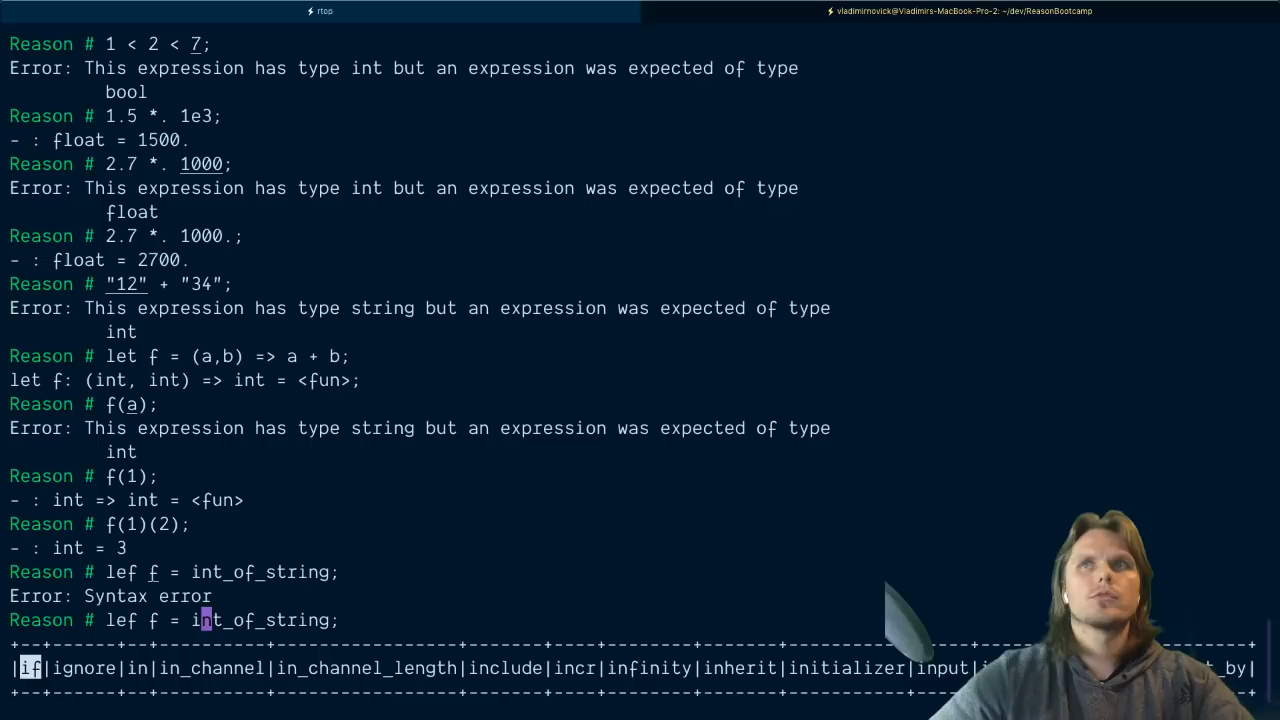 ⚡ rtop
⚡ vladimirnovick@Vladimirs-MacBook-Pro-2: ~/dev/ReasonBootcamp
Reason # 1 < 2 < 7;
Error: This expression has type int but an expression was expected of type
bool
Reason # 1.5 *. 1e3;
- : float = 1500.
Reason # 2.7 *. 1000;
Error: This expression has type int but an expression was expected of type
float
Reason # 2.7 *. 1000.;
- : float = 2700.
Reason # "12" + "34";
Error: This expression has type string but an expression was expected of type
int
Reason # let f = (a,b) => a + b;
let f: (int, int) => int = <fun>;
Reason # f(a);
Error: This expression has type string but an expression was expected of type
int
Reason # f(1);
- : int => int = <fun>
Reason # f(1)(2);
- : int = 3
Reason # lef f = int_of_string;
Error: Syntax error
Reason # lef f = int_of_string;
|if|ignore|in|in_channel|in_channel_length|include|incr|infinity|inherit|initializer|input|